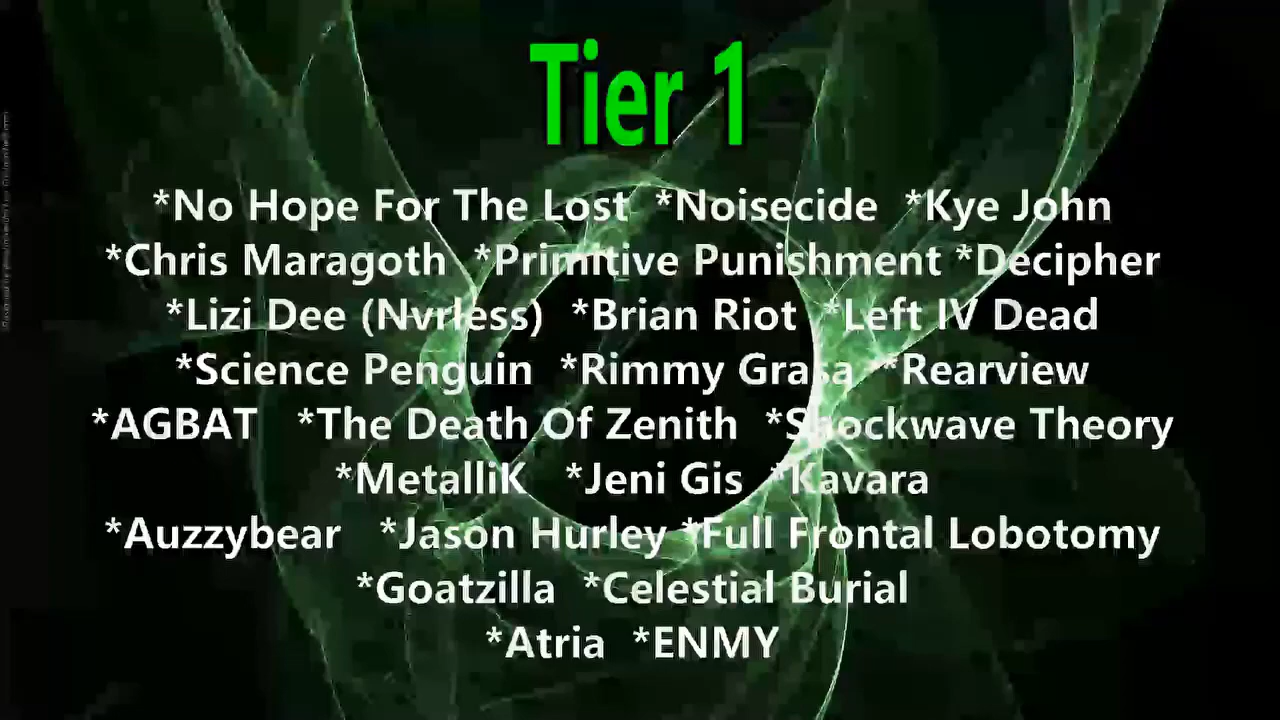 Tier 1
*No Hope For The Lost *Noisecide *Kye John
*Chris Maragoth *Primitive Punishment *Decipher
*Lizi Dee (Nvrless) *Brian Riot *Left IV Dead
*Science Penguin *Rimmy Grasa *Rearview
*AGBAT *The Death Of Zenith *Shockwave Theory
*MetalliK *Jeni Gis *Kavara
*Auzzybear *Jason Hurley *Full Frontal Lobotomy
*Goatzilla *Celestial Burial
*Atria *ENMY